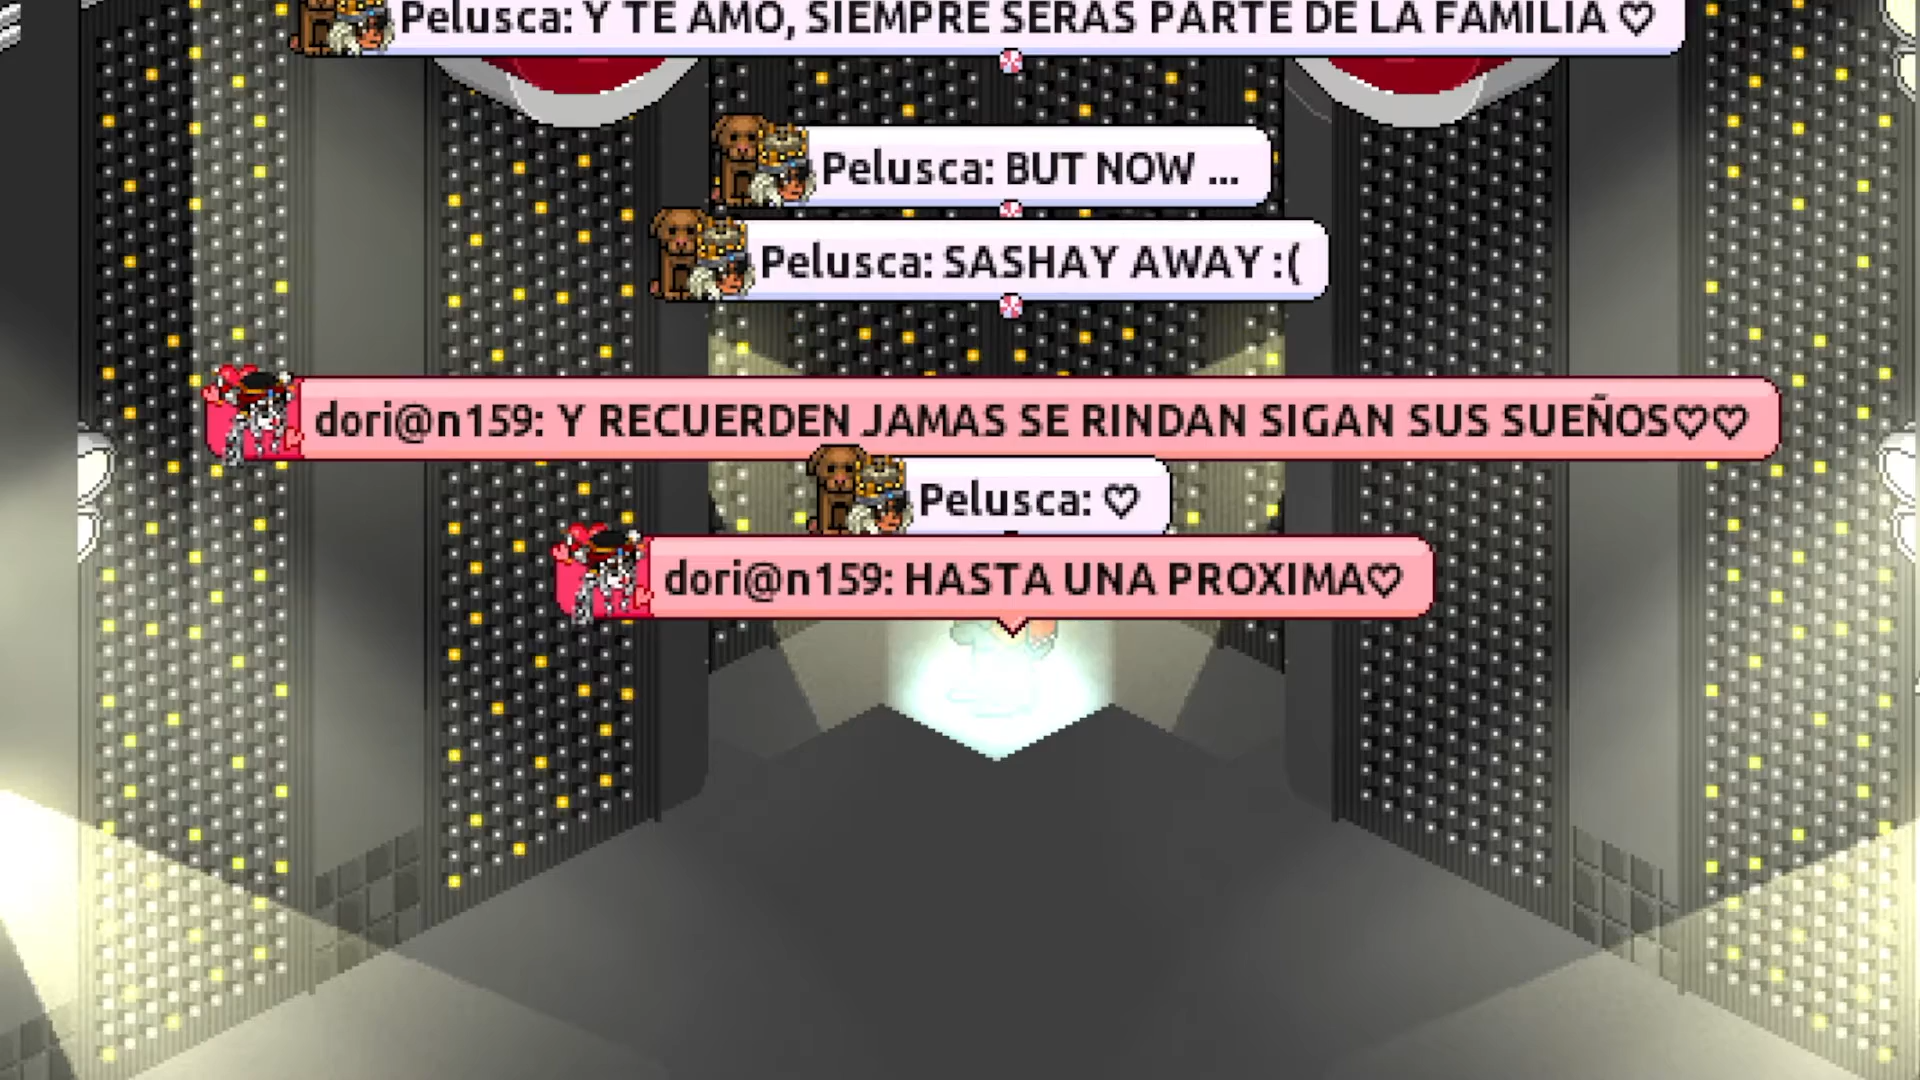 Pelusca: Y TE AMO, SIEMPRE SERAS PARTE DE LA FAMILIA ♡
Pelusca: BUT NOW ...
Pelusca: SASHAY AWAY :(
dori@n159: Y RECUERDEN JAMAS SE RINDAN SIGAN SUS SUEÑOS♡♡
Pelusca: ♡
dori@n159: HASTA UNA PROXIMA♡